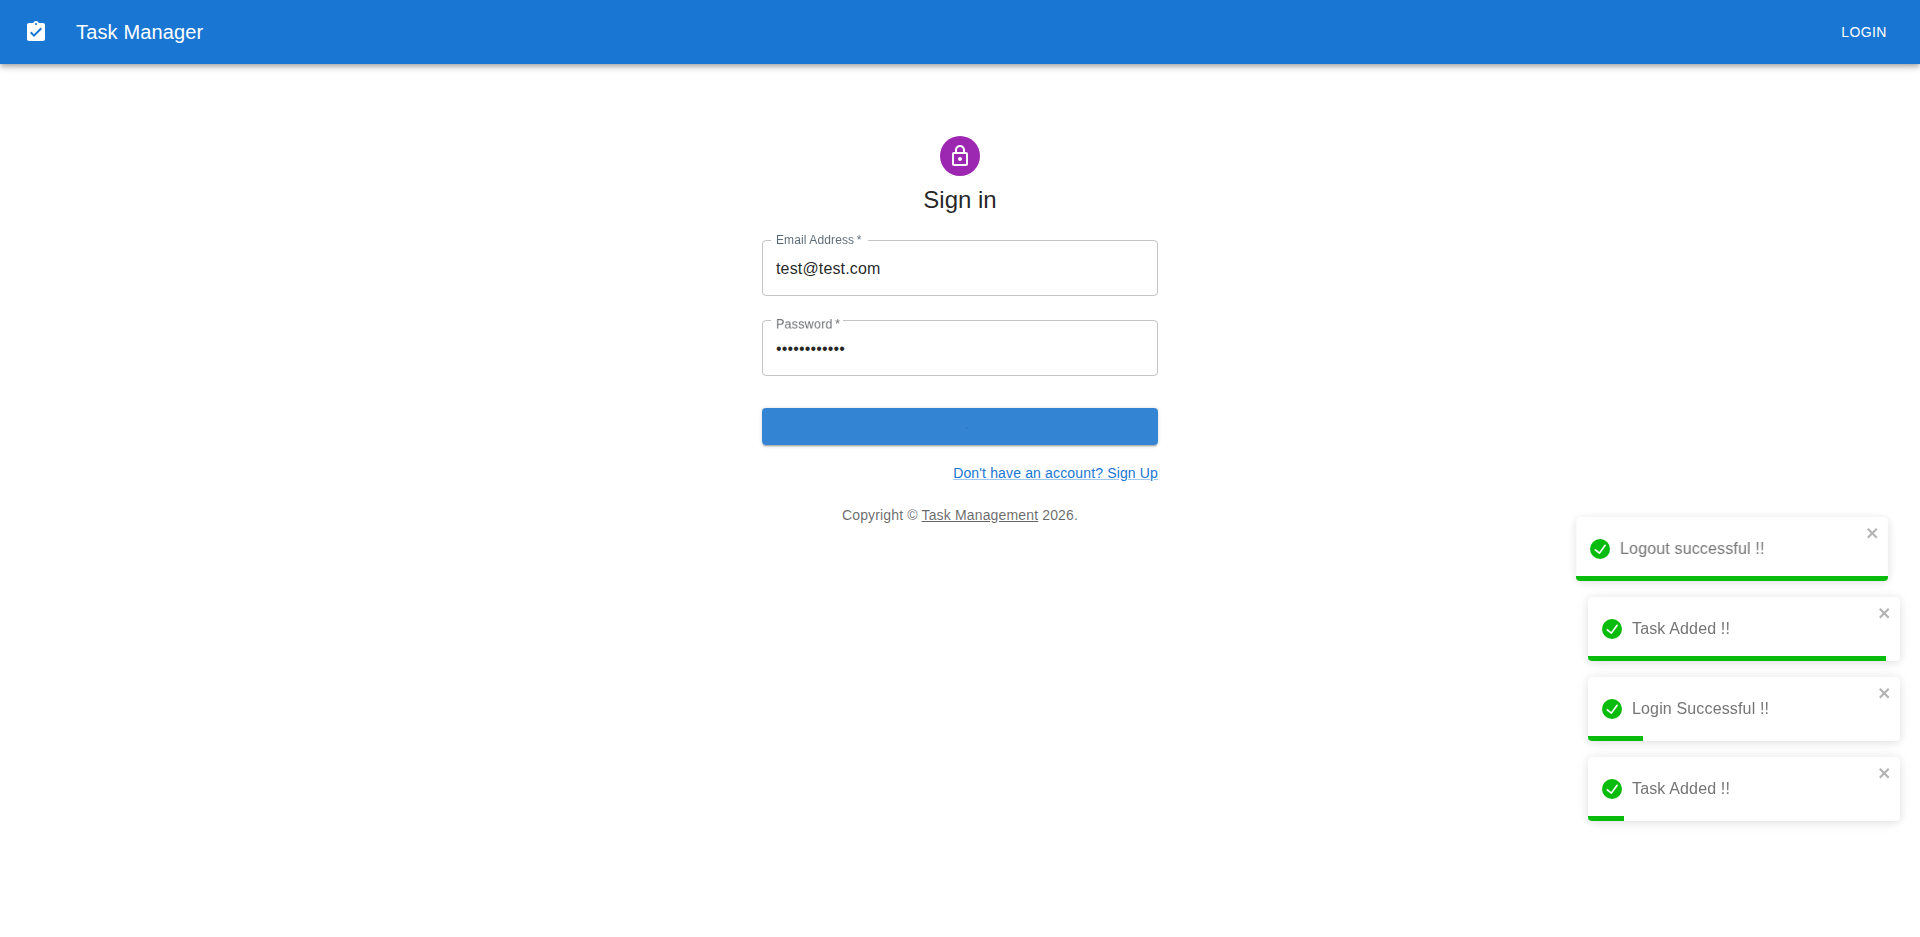 Task Manager
LOGIN
Sign in
Email Address *
test@test.com
Password *
••••••••••••
Don't have an account? Sign Up
Copyright © Task Management 2026.
Logout successful !!
Task Added !!
Login Successful !!
Task Added !!